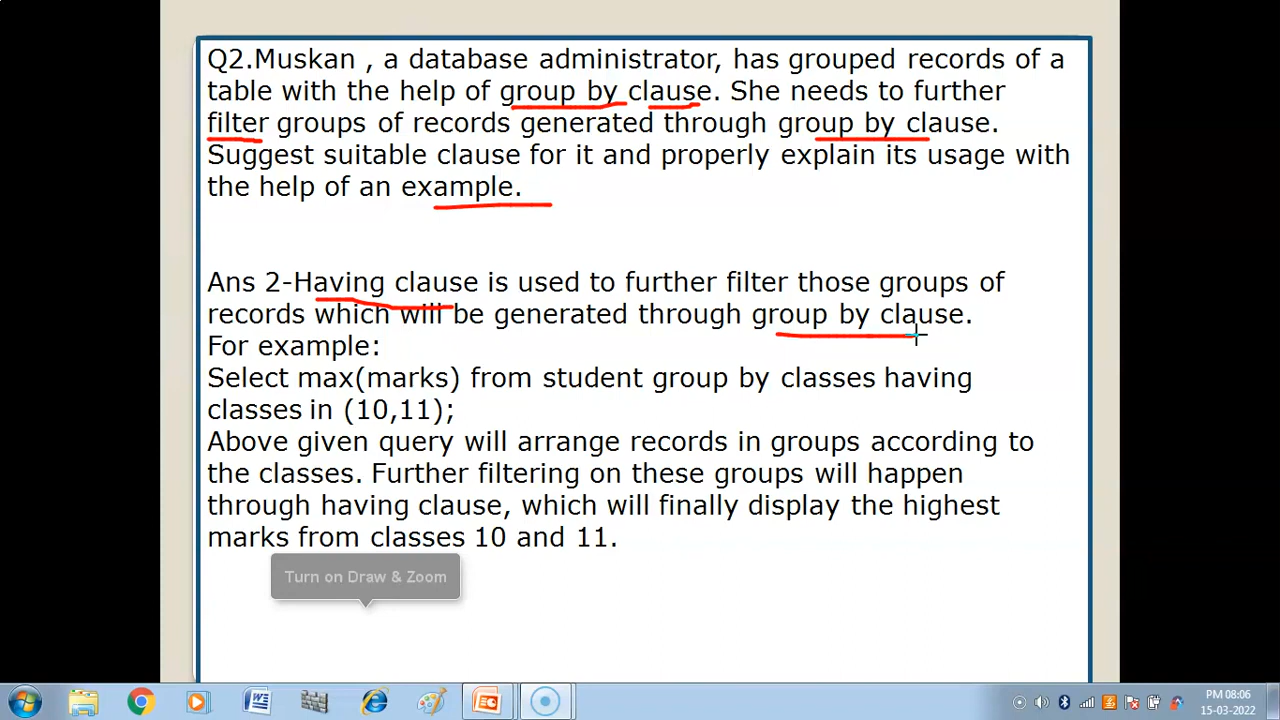 Q2.Muskan , a database administrator, has grouped records of a
table with the help of group by clause. She needs to further
filter groups of records generated through group by clause.
Suggest suitable clause for it and properly explain its usage with
the help of an example.
Ans 2-Having clause is used to further filter those groups of
records which will be generated through group by clause.
For example:
Select max(marks) from student group by classes having
classes in (10,11);
Above given query will arrange records in groups according to
the classes. Further filtering on these groups will happen
through having clause, which will finally display the highest
marks from classes 10 and 11.
Turn on Draw & Zoom
PM 08:06
15-03-2022